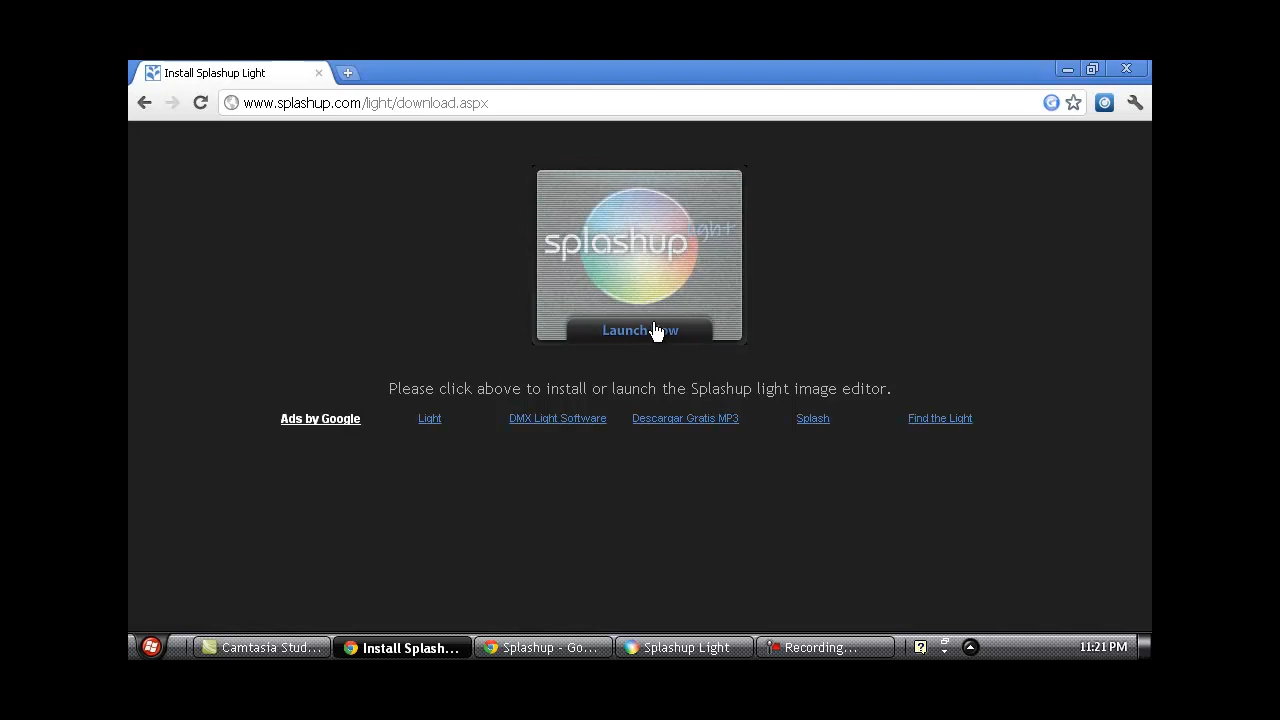 Install Splashup Light
www.splashup.com/light/download.aspx
splashup light
Launch
Please click above to install or launch the Splashup light image editor.
Ads by Google Light DMX Light Software Descargar Gratis MP3 Splash Find the Light
Camtasia Stud... Install Splash... Splashup - Go... Splashup Light Recording... 11:21 PM